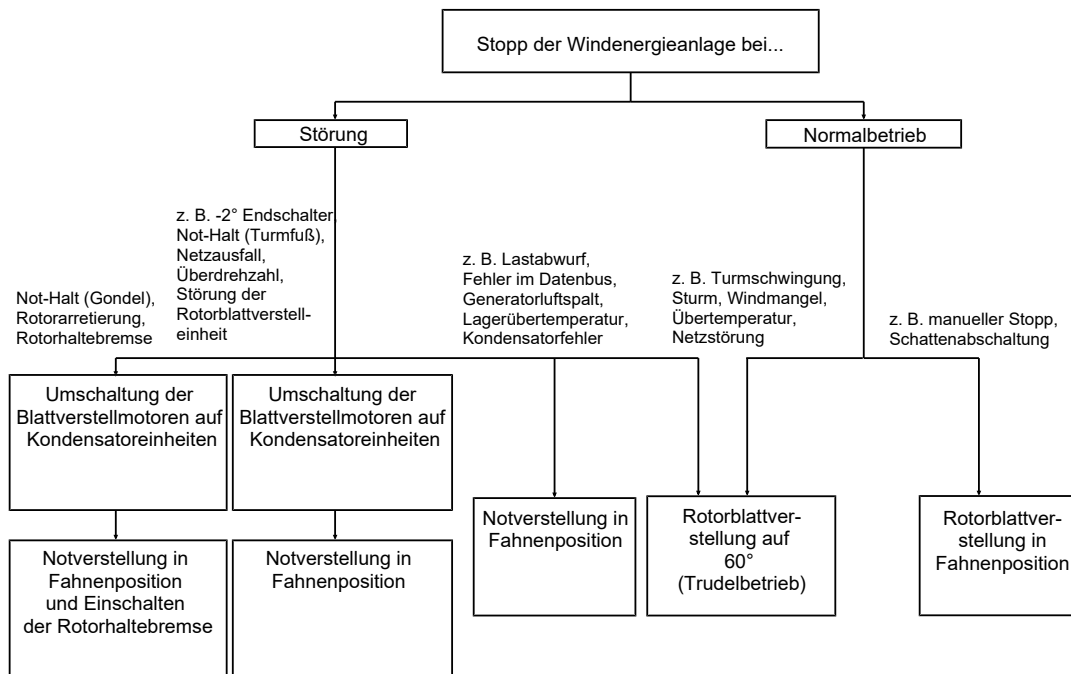 Stopp der Windenergieanlage bei...
Störung
Normalbetrieb
Not-Halt (Gondel),
Rotorarretierung,
Rotorhaltebremse
z. B. -2° Endschalter,
Not-Halt (Turmfuß),
Netzausfall,
Überdrehzahl,
Störung der
Rotorblattverstell-
einheit
z. B. Lastabwurf,
Fehler im Datenbus,
Generatorluftspalt,
Lagerübertemperatur,
Kondensatorfehler
z. B. Turmschwingung,
Sturm, Windmangel,
Übertemperatur,
Netzstörung
z. B. manueller Stopp,
Schattenabschaltung
Umschaltung der
Blattverstellmotoren auf
Kondensatoreinheiten
Umschaltung der
Blattverstellmotoren auf
Kondensatoreinheiten
Notverstellung in
Fahnenposition
und Einschalten
der Rotorhaltebremse
Notverstellung in
Fahnenposition
Notverstellung in
Fahnenposition
Rotorblattver-
stellung auf
60°
(Trudelbetrieb)
Rotorblattver-
stellung in
Fahnenposition